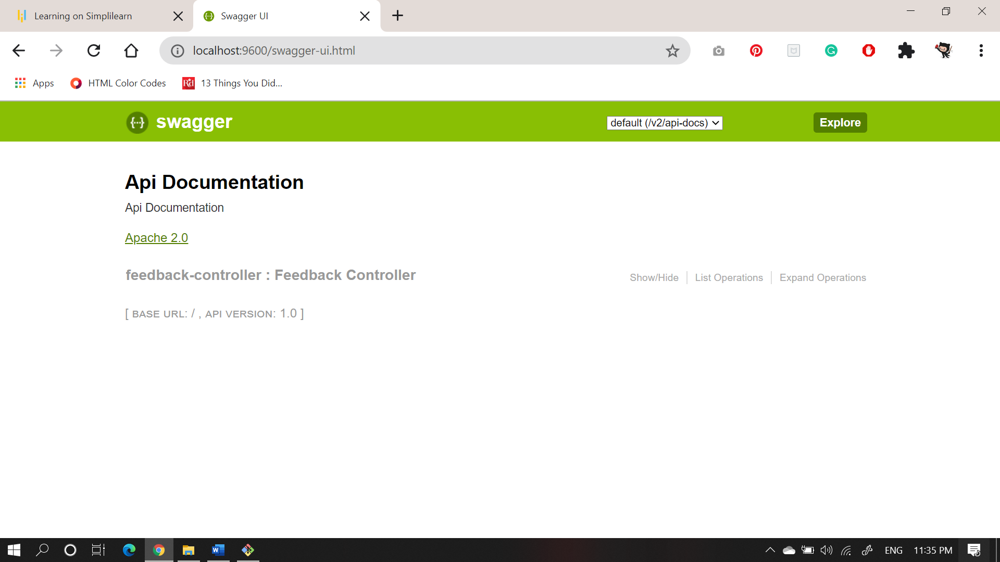 Learning on Simplilearn
Swagger UI
localhost:9600/swagger-ui.html
Apps
HTML Color Codes
Rd
13 Things You Did...
{···} swagger
default (/v2/api-docs)
Explore
Api Documentation
Api Documentation
Apache 2.0
feedback-controller : Feedback Controller
Show/Hide
List Operations
Expand Operations
[ BASE URL: / , API VERSION: 1.0 ]
ENG
11:35 PM